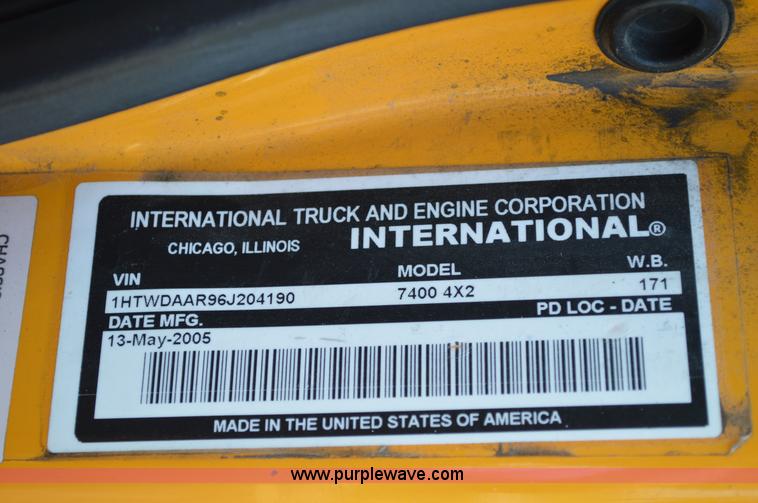 INTERNATIONAL TRUCK AND ENGINE CORPORATION
CHICAGO, ILLINOIS INTERNATIONAL®
VIN MODEL W.B.
1HTWDAAR96J204190 7400 4X2 171
DATE MFG. PD LOC - DATE
13-May-2005
MADE IN THE UNITED STATES OF AMERICA
www.purplewave.com